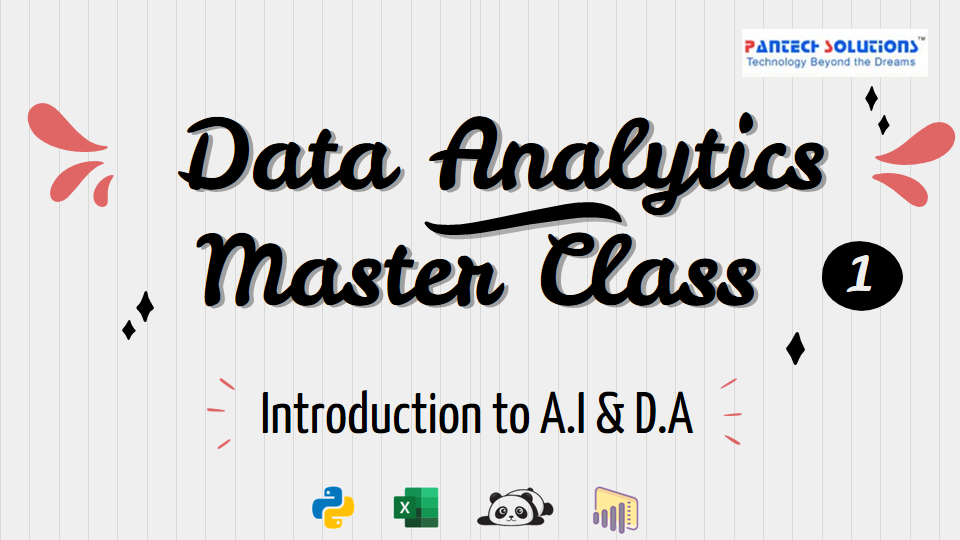 PANTECH SOLUTIONS™
Technology Beyond the Dreams
Data Analytics
Master Class
1
Introduction to A.I & D.A
X